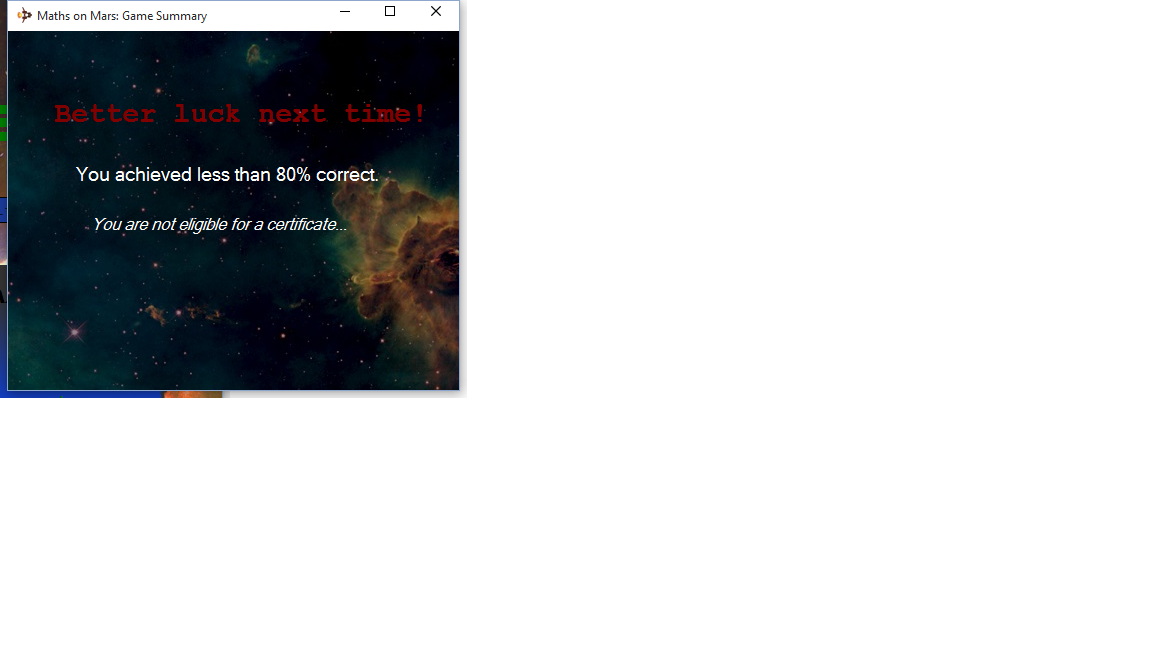 Maths on Mars: Game Summary
Better luck next time!
You achieved less than 80% correct.
You are not eligible for a certificate...